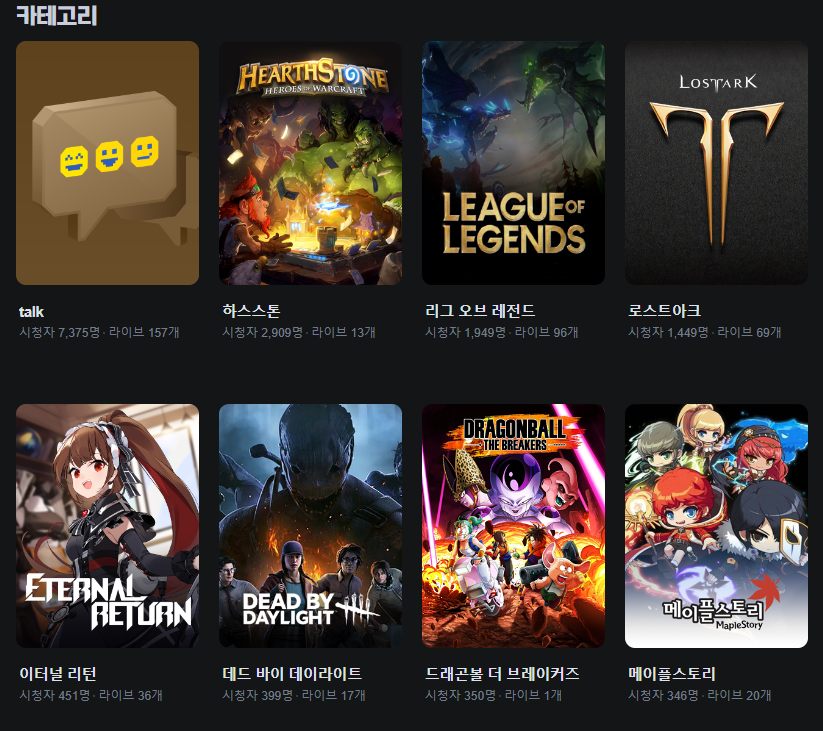 카테고리
HEARTHSTONE
HEROES OF WARCRAFT
LEAGUE OF
LEGENDS
LOSTARK
talk
시청자 7,375명 · 라이브 157개
하스스톤
시청자 2,909명 · 라이브 13개
리그 오브 레전드
시청자 1,949명 · 라이브 96개
로스트아크
시청자 1,449명 · 라이브 69개
ETERNAL
RETURN
DEAD BY
DAYLIGHT
DRAGONBALL
THE BREAKERS
메이플스토리
MapleStory
이터널 리턴
시청자 451명 · 라이브 36개
데드 바이 데이라이트
시청자 399명 · 라이브 17개
드래곤볼 더 브레이커즈
시청자 350명 · 라이브 1개
메이플스토리
시청자 346명 · 라이브 20개